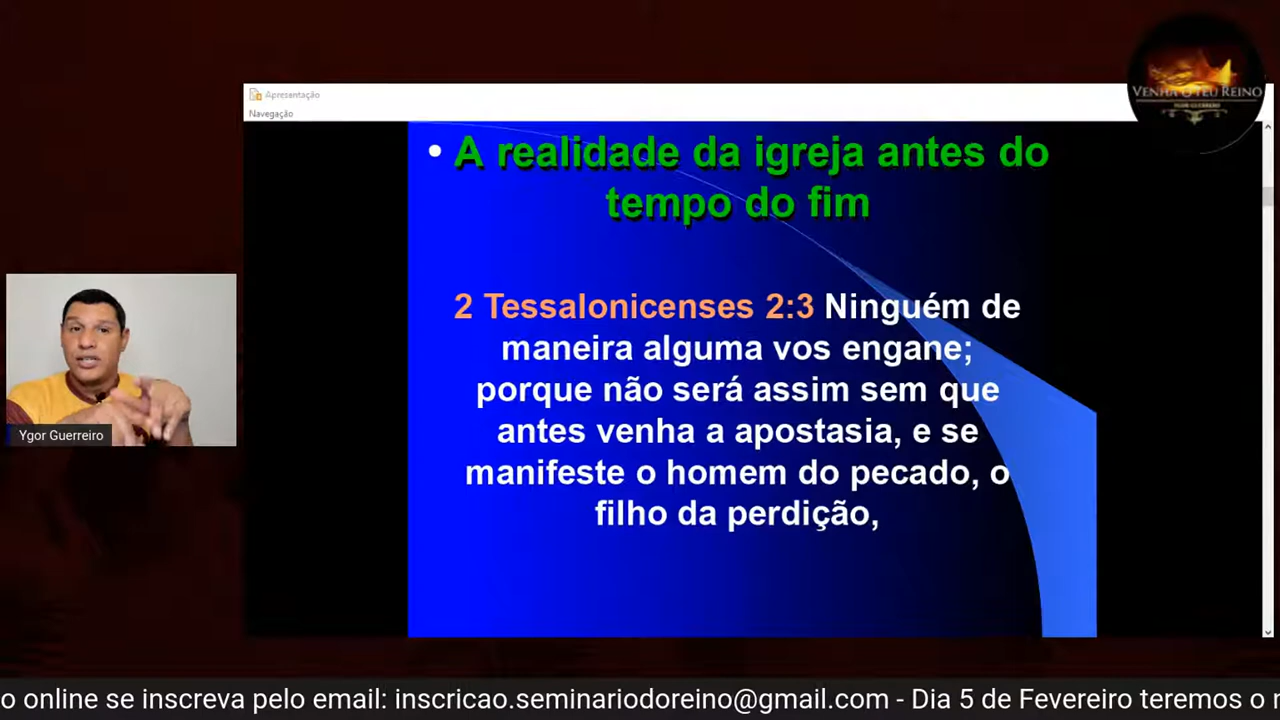 Apresentação
Navegação
VENHA O TEU REINO
YGOR GUERREIRO
• A realidade da igreja antes do
tempo do fim
2 Tessalonicenses 2:3 Ninguém de
maneira alguma vos engane;
porque não será assim sem que
antes venha a apostasia, e se
manifeste o homem do pecado, o
filho da perdição,
Ygor Guerreiro
o online se inscreva pelo email: inscricao.seminariodoreino@gmail.com - Dia 5 de Fevereiro teremos o